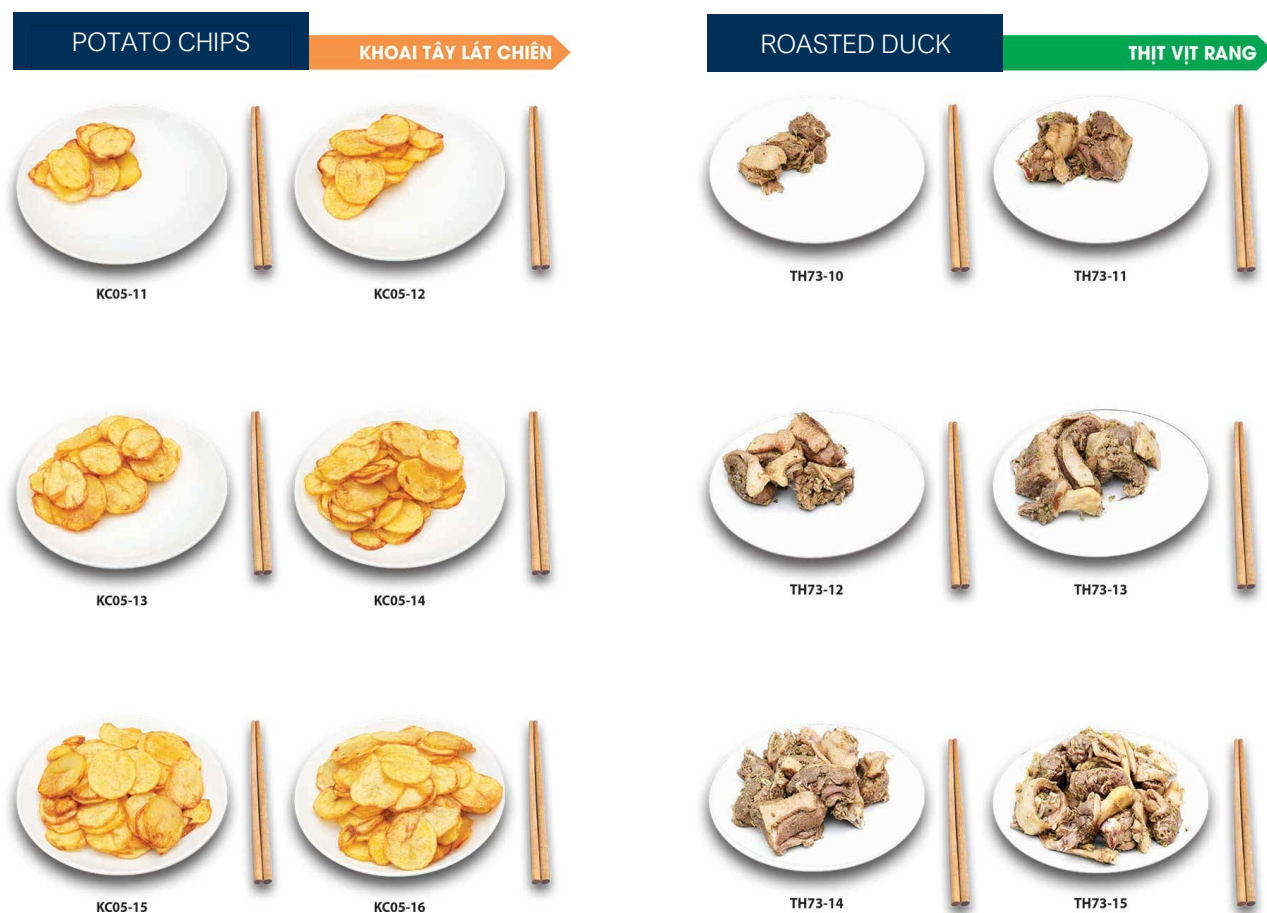 POTATO CHIPS
KHOAI TÂY LÁT CHIÊN
KC05-11
KC05-12
KC05-13
KC05-14
KC05-15
KC05-16
ROASTED DUCK
THỊT VỊT RANG
TH73-10
TH73-11
TH73-12
TH73-13
TH73-14
TH73-15